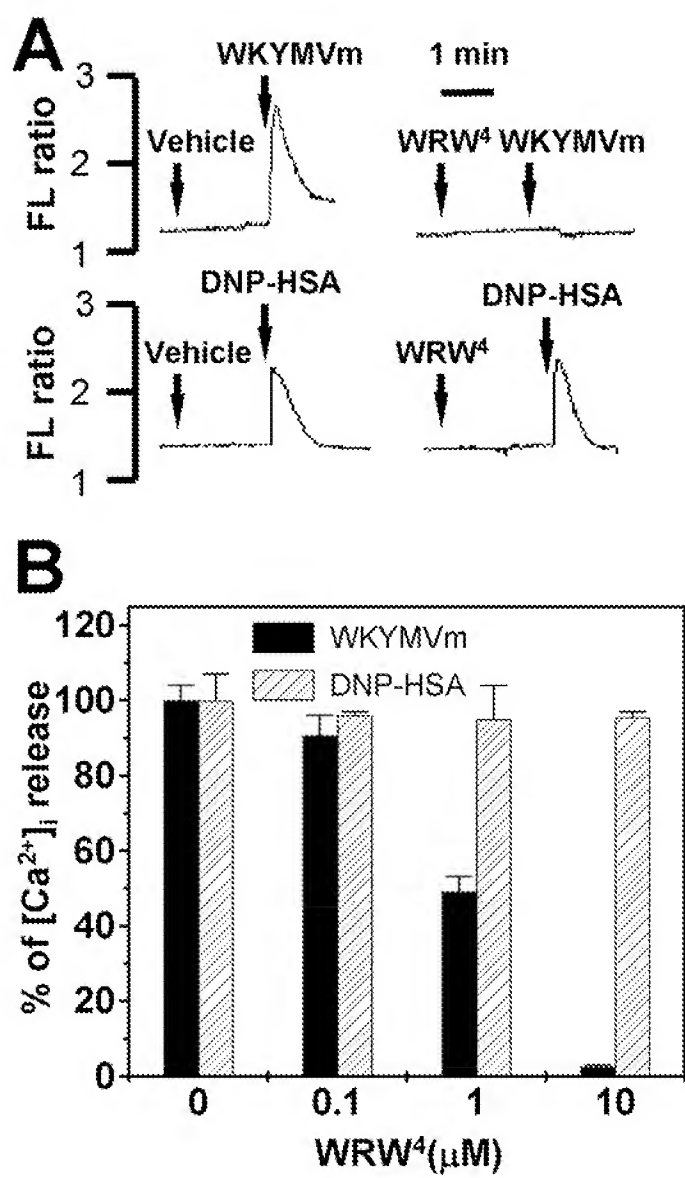 A
WKYMVm
1 min
3
Vehicle
WRW⁴ WKYMVm
2
FL ratio
1
DNP-HSA
DNP-HSA
3
Vehicle
WRW⁴
2
FL ratio
1
B
120
WKYMVm
DNP-HSA
100
80
60
40
20
0
% of [Ca²⁺]ᵢ release
0 0.1 1 10
WRW⁴(μM)